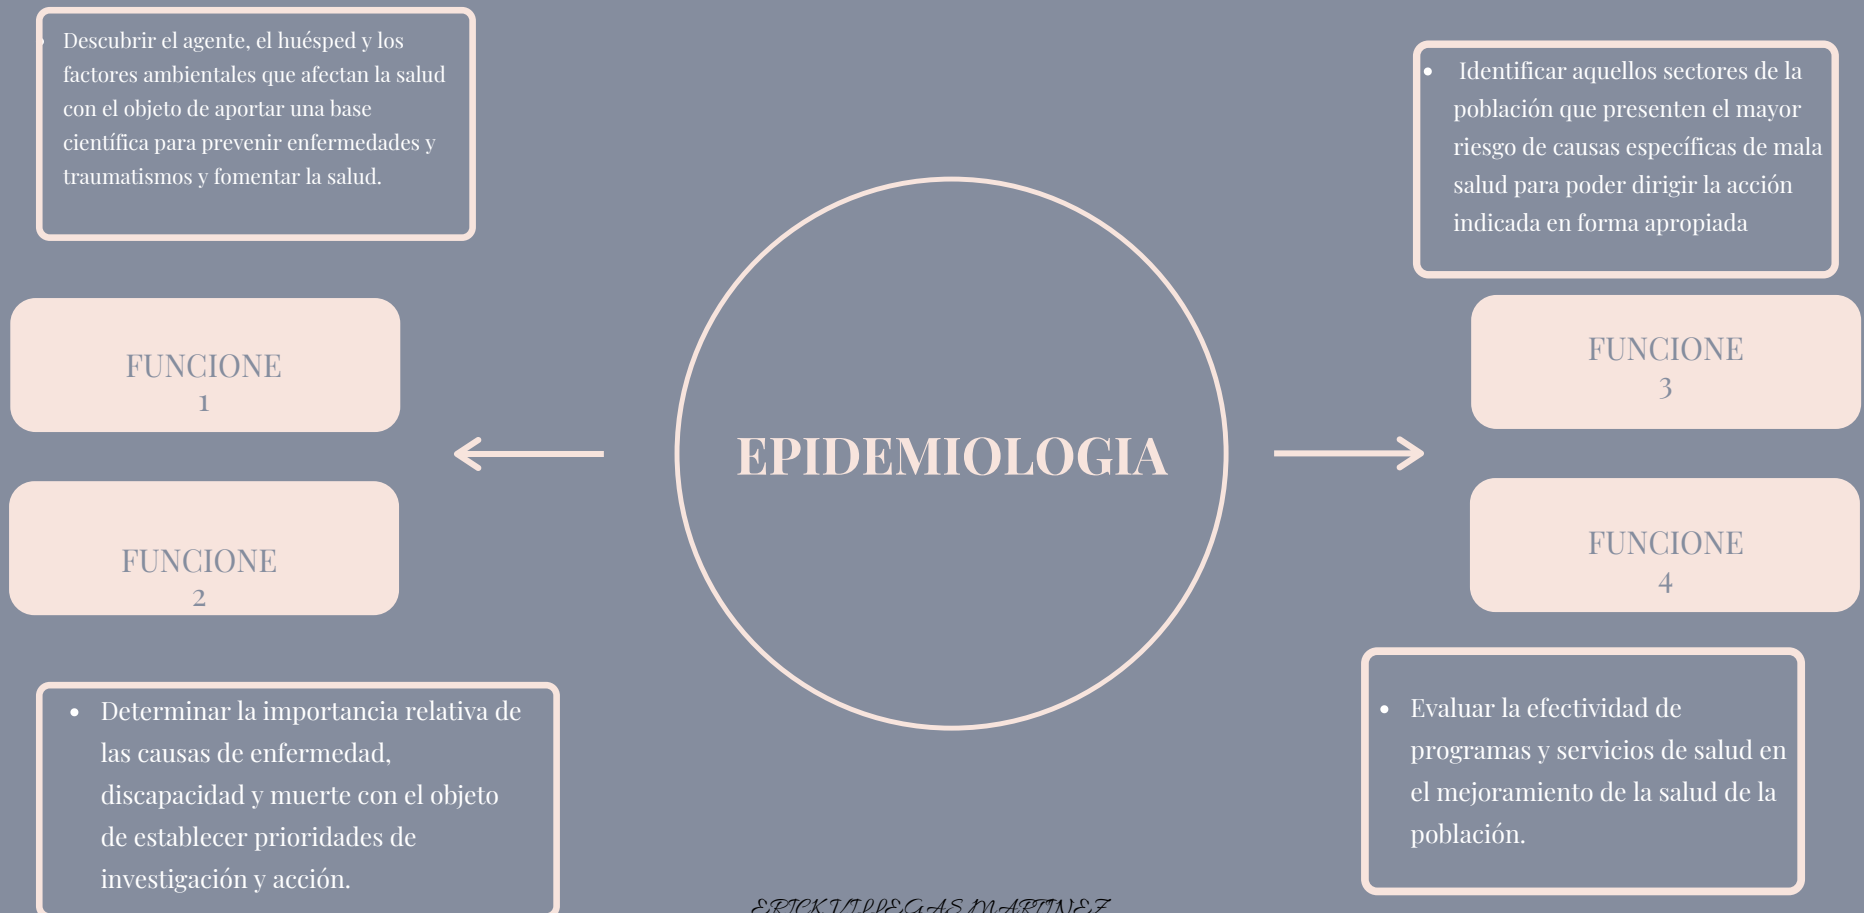 Descubrir el agente, el huésped y los
factores ambientales que afectan la salud
con el objeto de aportar una base
científica para prevenir enfermedades y
traumatismos y fomentar la salud.
FUNCIONE
1
FUNCIONE
2
• Determinar la importancia relativa de
las causas de enfermedad,
discapacidad y muerte con el objeto
de establecer prioridades de
investigación y acción.
EPIDEMIOLOGIA
• Identificar aquellos sectores de la
población que presenten el mayor
riesgo de causas específicas de mala
salud para poder dirigir la acción
indicada en forma apropiada
FUNCIONE
3
FUNCIONE
4
• Evaluar la efectividad de
programas y servicios de salud en
el mejoramiento de la salud de la
población.
ERICK VILLEGAS MARTINEZ